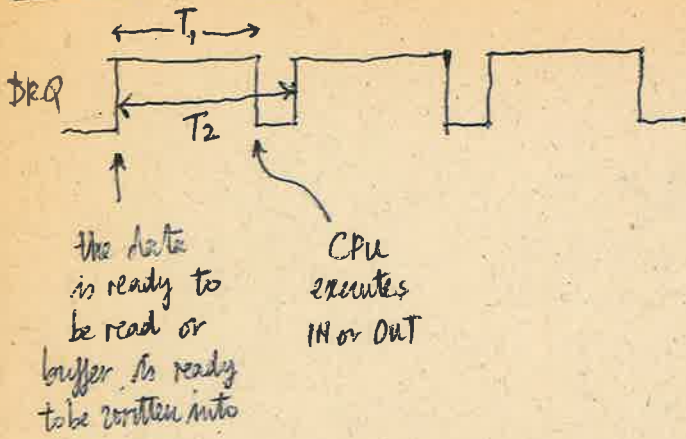 T1
DRQ
T2
the data
is ready to
be read or
buffer is ready
to be written into
CPU
executes
IN or OUT